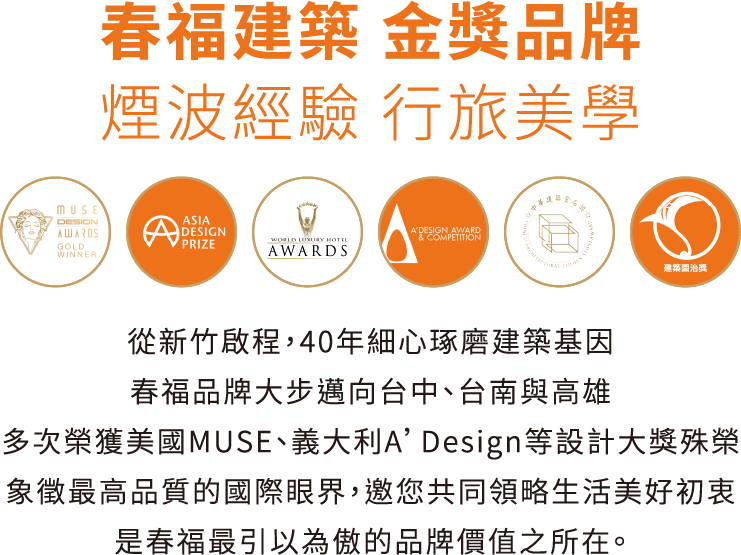 春福建築 金獎品牌
煙波經驗 行旅美學
MUSE
DESIGN
AWARDS
GOLD
WINNER
ASIA
DESIGN
PRIZE
WORLD LUXURY HOTEL
AWARDS
A'DESIGN AWARD
& COMPETITION
中華建築金石獎
建築園冶獎
從新竹啟程，40年細心琢磨建築基因
春福品牌大步邁向台中、台南與高雄
多次榮獲美國MUSE、義大利A’Design等設計大獎殊榮
象徵最高品質的國際眼界，邀您共同領略生活美好初衷
是春福最引以為傲的品牌價值之所在。